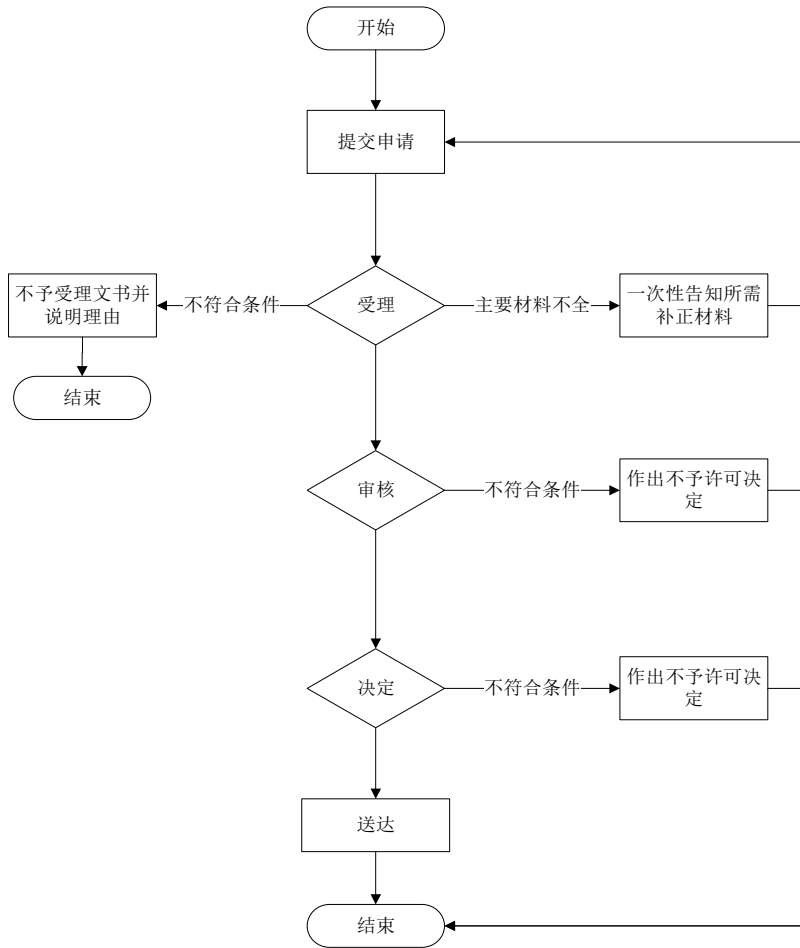 开始
提交申请
不予受理文书并
说明理由
不符合条件
受理
主要材料不全
一次性告知所需
补正材料
结束
审核
不符合条件
作出不予许可决
定
决定
不符合条件
作出不予许可决
定
送达
结束